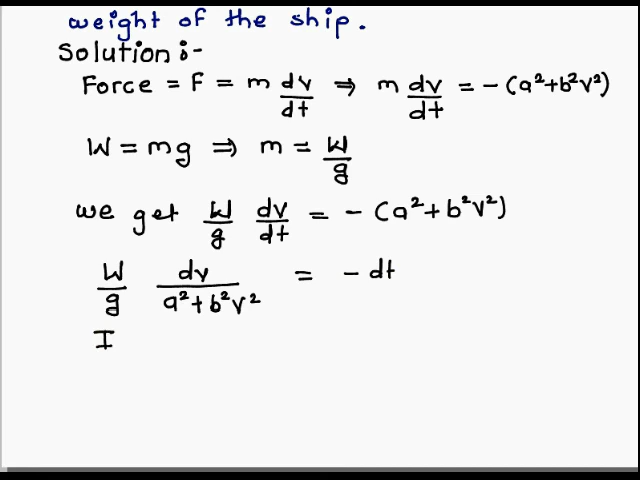 weight of the ship.
Solution :-
Force = F = m dv/dt ⇒ m dv/dt = - (a² + b²v²)
W = mg ⇒ m = W/g
we get W/g dv/dt = - (a² + b²v²)
W/g dv/(a² + b²v²) = - dt
I